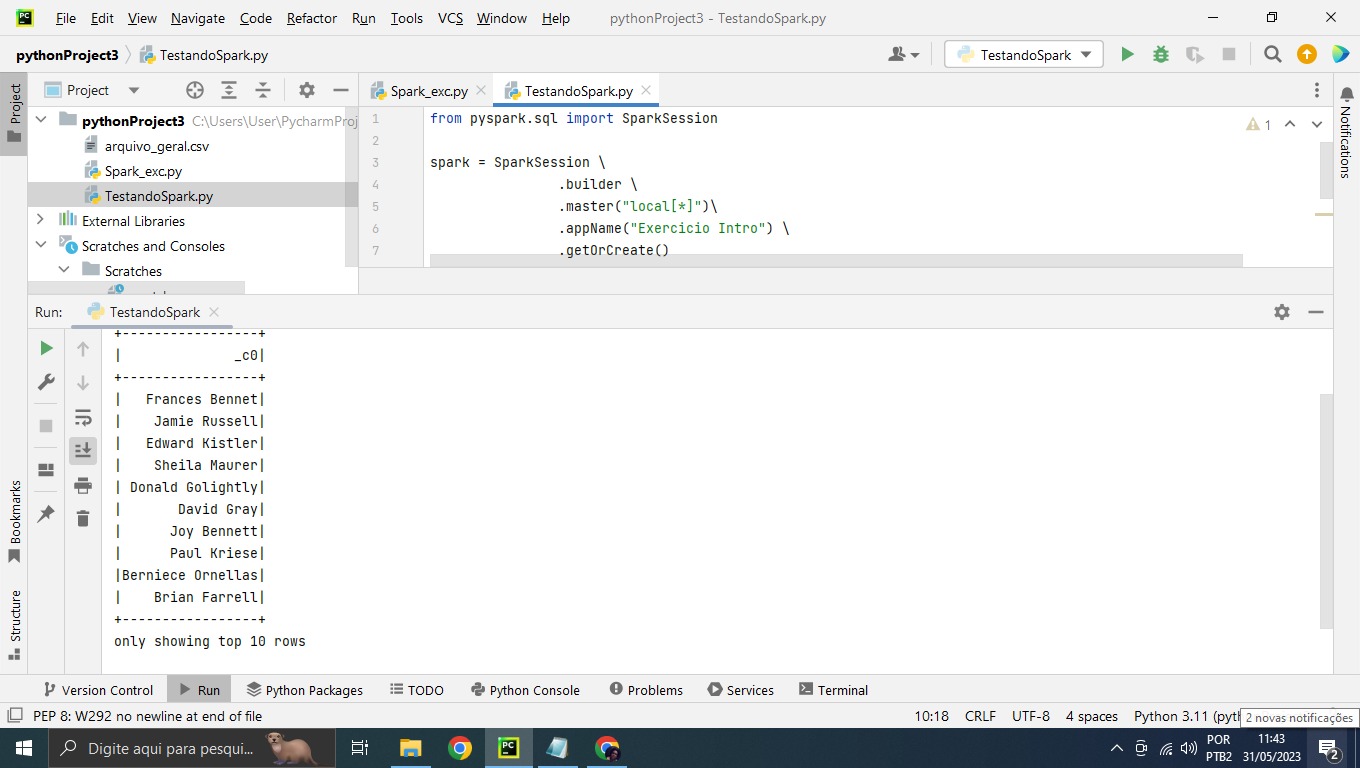 PC File Edit View Navigate Code Refactor Run Tools VCS Window Help pythonProject3 - TestandoSpark.py
pythonProject3 TestandoSpark.py TestandoSpark
Project
Project
pythonProject3 C:\Users\User\PycharmProj
arquivo_geral.csv
Spark_exc.py
TestandoSpark.py
External Libraries
Scratches and Consoles
Scratches
Spark_exc.py TestandoSpark.py
1 from pyspark.sql import SparkSession
2
3 spark = SparkSession \
4 .builder \
5 .master("local[*]")\
6 .appName("Exercicio Intro") \
7 .getOrCreate()
1
Notifications
Run: TestandoSpark
+-----------------+
| _c0|
+-----------------+
| Frances Bennet|
| Jamie Russell|
| Edward Kistler|
| Sheila Maurer|
| Donald Golightly|
| David Gray|
| Joy Bennett|
| Paul Kriese|
|Berniece Ornellas|
| Brian Farrell|
+-----------------+
only showing top 10 rows
Bookmarks
Structure
Version Control Run Python Packages TODO Python Console Problems Services Terminal
PEP 8: W292 no newline at end of file 10:18 CRLF UTF-8 4 spaces Python 3.11 (pyth
2 novas notificações
Digite aqui para pesqui... PC POR 11:43
PTB2 31/05/2023 2